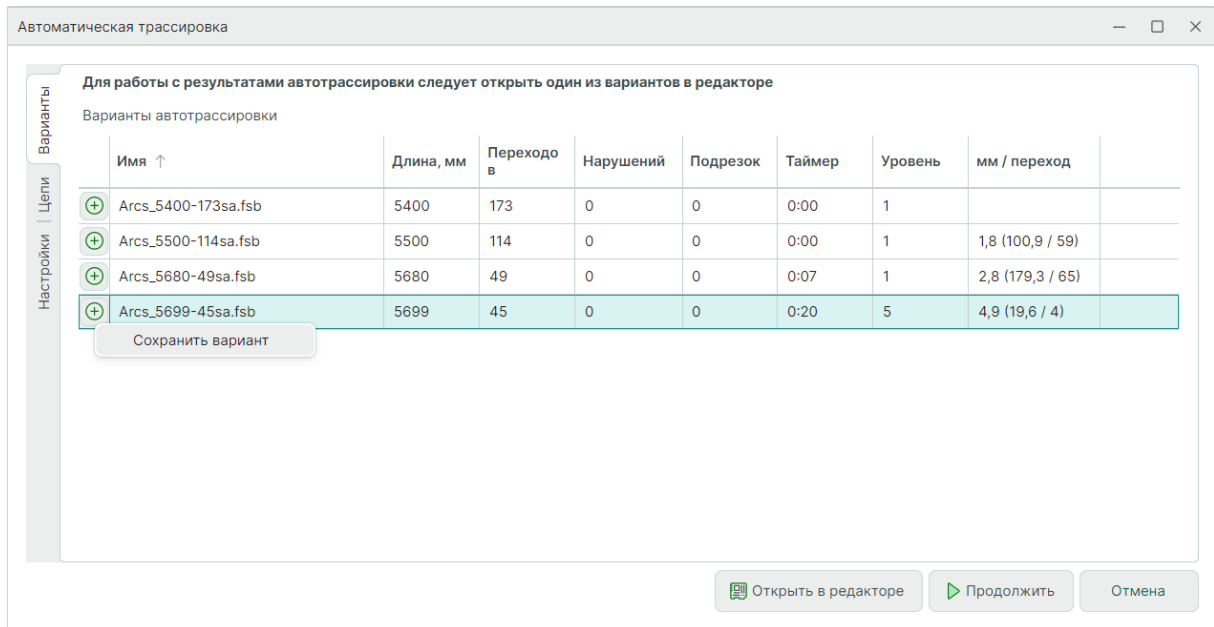 Автоматическая трассировка
Варианты
Цепи
Настройки
Для работы с результатами автотрассировки следует открыть один из вариантов в редакторе
Варианты автотрассировки
Имя ↑ Длина, мм Переходо
в Нарушений Подрезок Таймер Уровень мм / переход
Arcs_5400-173sa.fsb 5400 173 0 0 0:00 1
Arcs_5500-114sa.fsb 5500 114 0 0 0:00 1 1,8 (100,9 / 59)
Arcs_5680-49sa.fsb 5680 49 0 0 0:07 1 2,8 (179,3 / 65)
Arcs_5699-45sa.fsb 5699 45 0 0 0:20 5 4,9 (19,6 / 4)
Сохранить вариант
Открыть в редакторе Продолжить Отмена